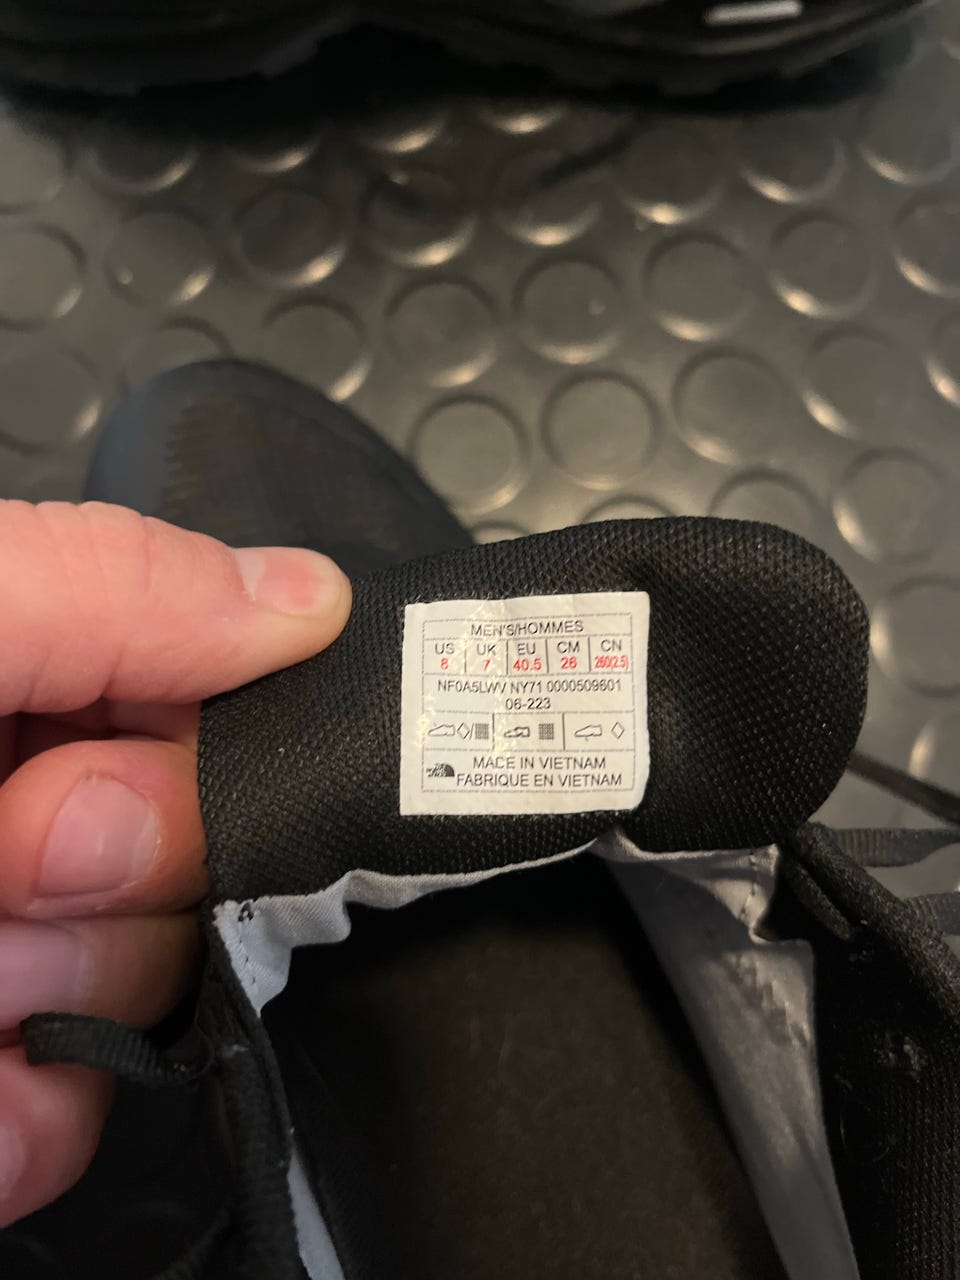 MEN'S/HOMMES
US UK EU CM CN
8 7 40.5 26 260(2.5)
NF0A5LWV NY71 0000509601
06-223
MADE IN VIETNAM
FABRIQUE EN VIETNAM